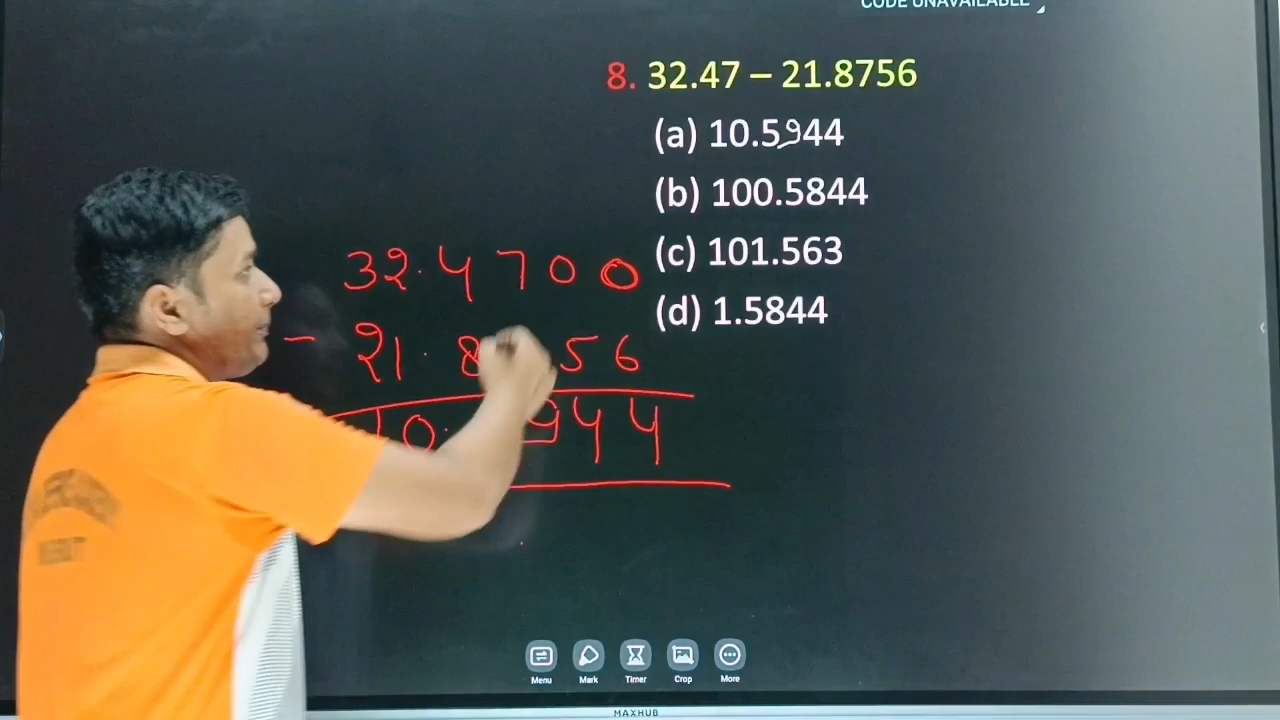 CODE UNAVAILABLE
8. 32.47 – 21.8756
(a) 10.5944
(b) 100.5844
(c) 101.563
(d) 1.5844
32.4700
- 21.8 56
10. 944
Menu Mark Timer Crop More
MAXHUB